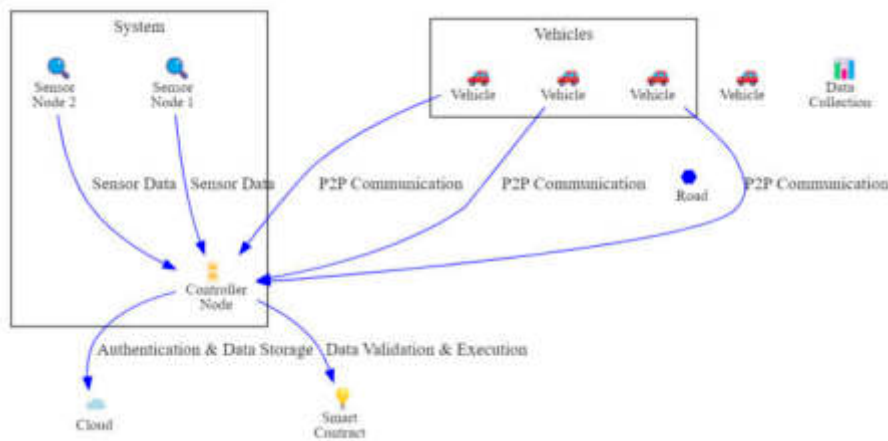 System
Vehicles
Sensor
Node 2
Sensor
Node 1
Vehicle
Vehicle
Vehicle
Vehicle
Data
Collection
Sensor Data
Sensor Data
P2P Communication
P2P Communication
P2P Communication
Road
Controller
Node
Authentication & Data Storage
Data Validation & Execution
Cloud
Smart
Contract